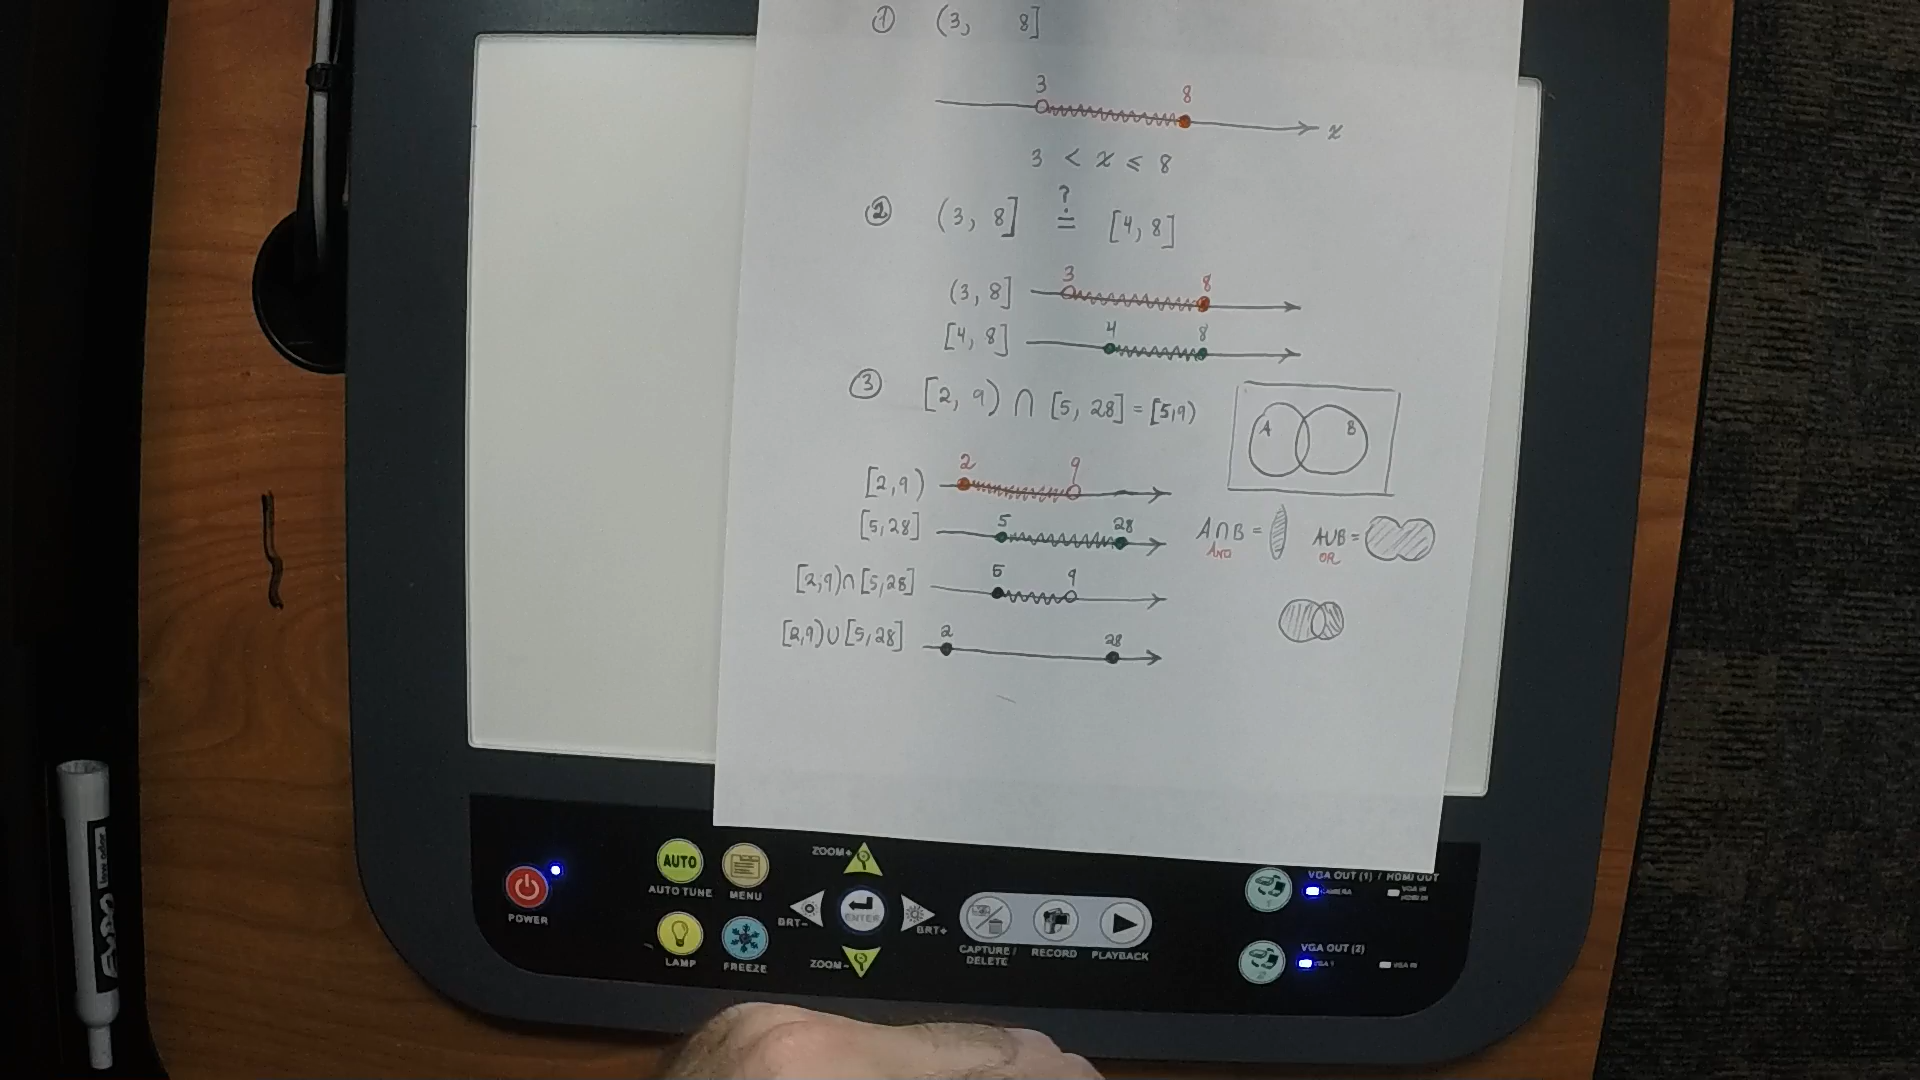 ① (3, 8]
3 8
x
3 < x ≤ 8
② (3, 8] ≟ [4, 8]
(3, 8] 3 8
[4, 8] 4 8
③ [2, 9) ∩ [5, 28] = [5,9)
A B
[2,9) 2 9
[5,28] 5 28
A∩B = A∪B =
AND OR
[2,9)∩[5,28] 5 9
[2,9)∪[5,28] 2 28
EXPO
low odor
POWER
AUTO
AUTO TUNE
MENU
LAMP
FREEZE
ZOOM+
BRT-
ENTER
BRT+
ZOOM-
CAPTURE / DELETE
RECORD
PLAYBACK
VGA OUT (1) / HDMI OUT
CAMERA
VGA OUT (2)